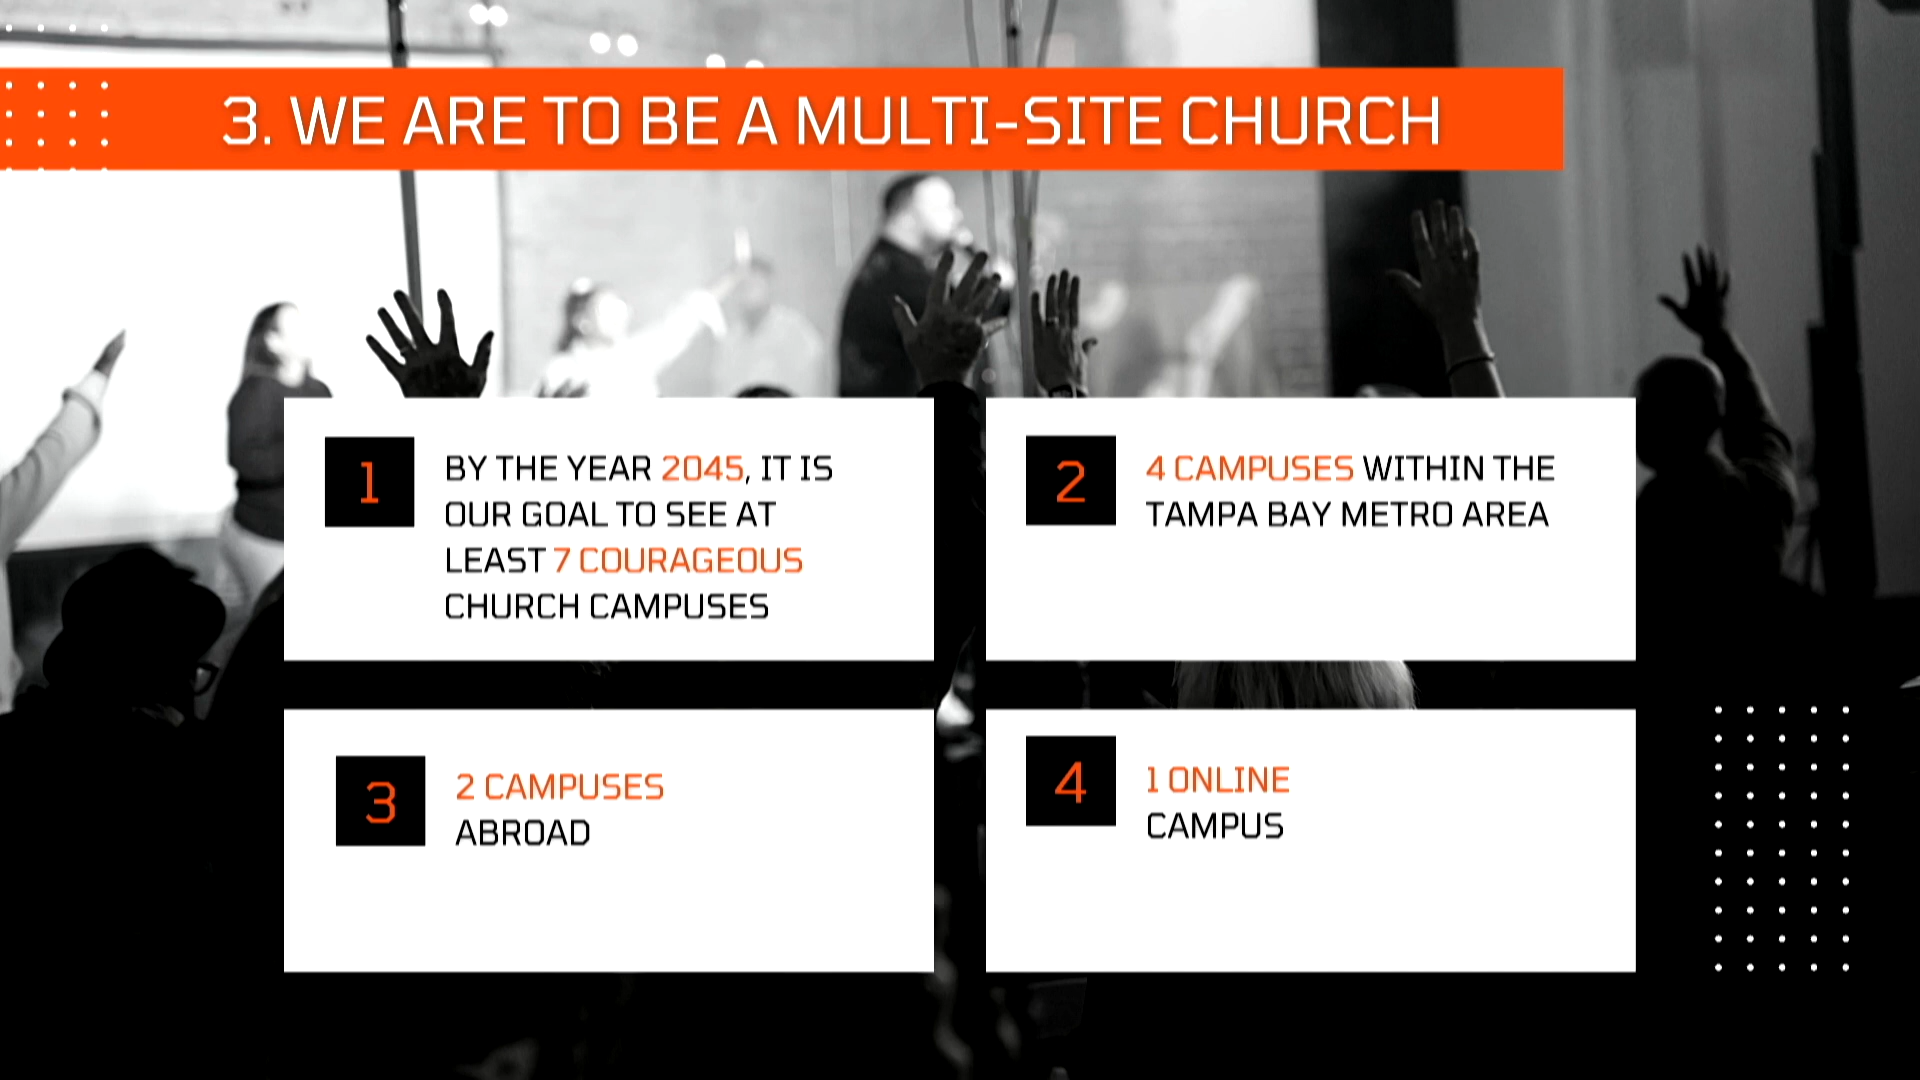 3. WE ARE TO BE A MULTI-SITE CHURCH
1
BY THE YEAR 2045, IT IS
OUR GOAL TO SEE AT
LEAST 7 COURAGEOUS
CHURCH CAMPUSES
2
4 CAMPUSES WITHIN THE
TAMPA BAY METRO AREA
3
2 CAMPUSES
ABROAD
4
1 ONLINE
CAMPUS